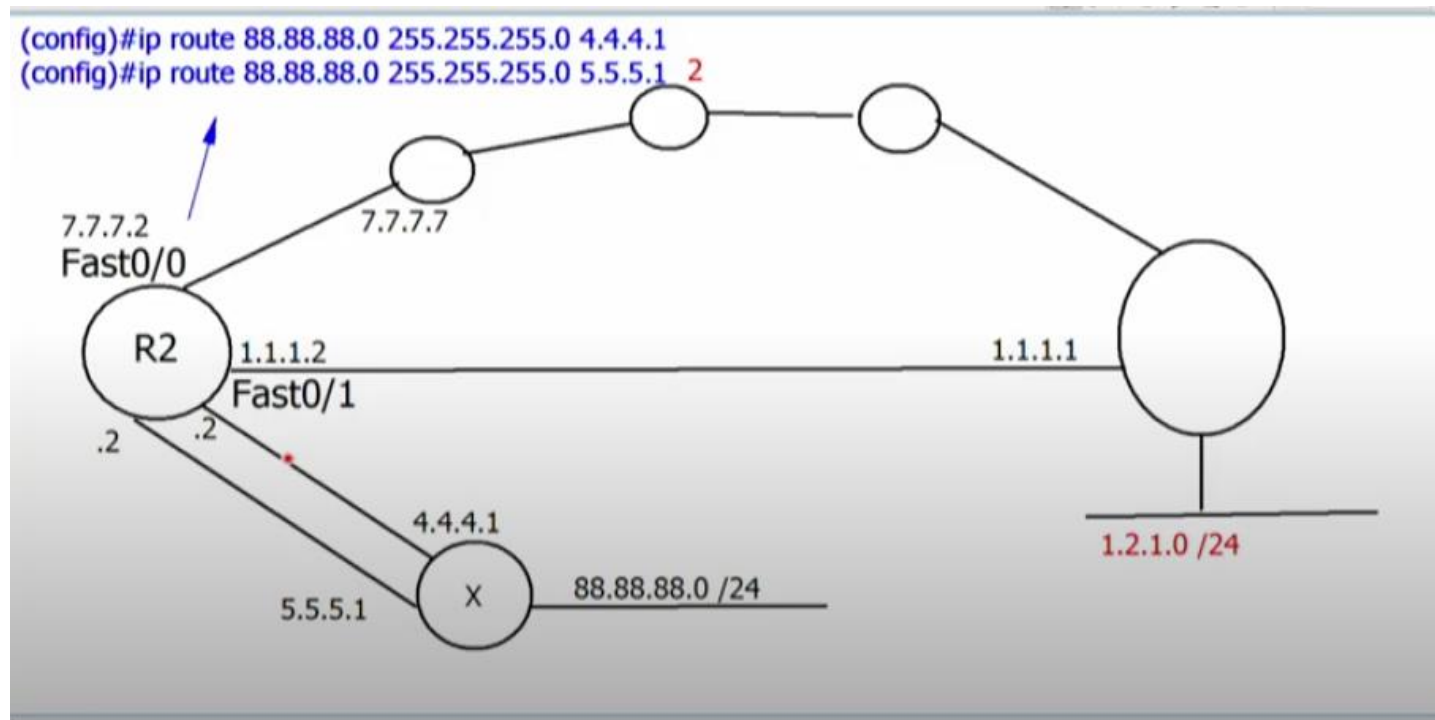 (config)#ip route 88.88.88.0 255.255.255.0 4.4.4.1
(config)#ip route 88.88.88.0 255.255.255.0 5.5.5.1 2
7.7.7.2
7.7.7.7
Fast0/0
R2
1.1.1.2
1.1.1.1
Fast0/1
.2
.2
4.4.4.1
1.2.1.0 /24
5.5.5.1
X
88.88.88.0 /24